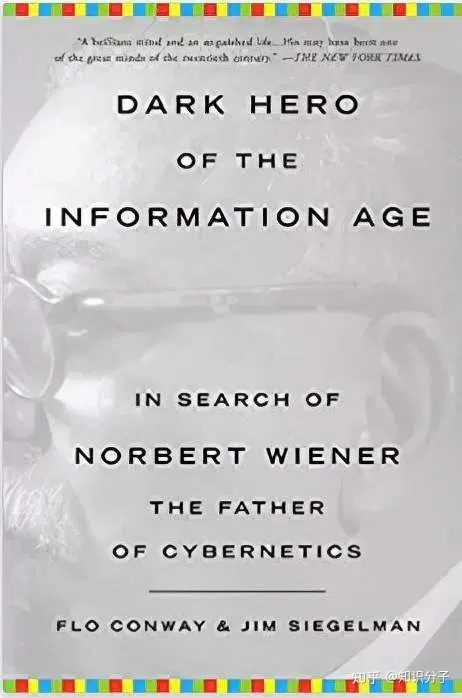 "A brilliant mind and an unparalleled life... He may have been one
of the great minds of the twentieth century." —THE NEW YORK TIMES
DARK HERO
OF THE
INFORMATION AGE
IN SEARCH OF
NORBERT WIENER
THE FATHER
OF CYBERNETICS
FLO CONWAY & JIM SIEGELMAN
知乎 @知识分子